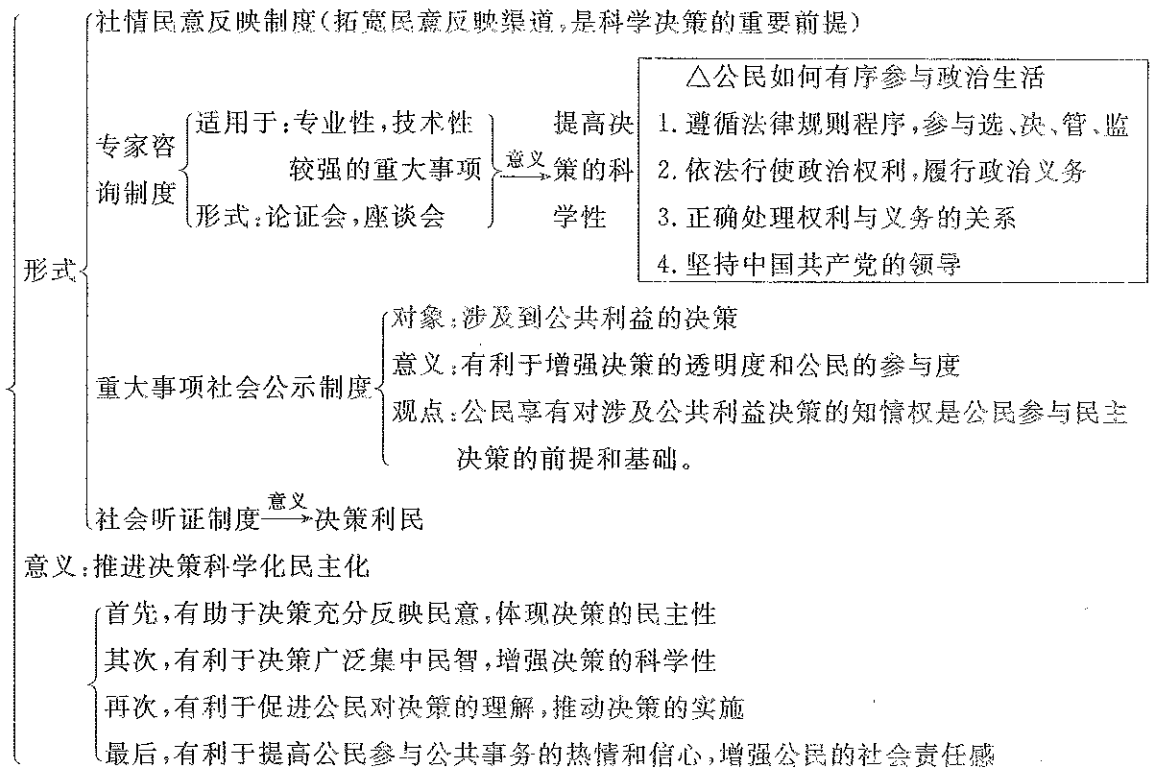 社情民意反映制度(拓宽民意反映渠道,是科学决策的重要前提)
△公民如何有序参与政治生活
1. 遵循法律规则程序,参与选、决、管、监
2. 依法行使政治权利,履行政治义务
3. 正确处理权利与义务的关系
4. 坚持中国共产党的领导
专家咨
询制度
适用于:专业性,技术性
较强的重大事项
形式:论证会,座谈会
意义
提高决
策的科
学性
形式
重大事项社会公示制度
对象:涉及到公共利益的决策
意义:有利于增强决策的透明度和公民的参与度
观点:公民享有对涉及公共利益决策的知情权是公民参与民主
决策的前提和基础。
社会听证制度 意义 决策利民
意义:推进决策科学化民主化
首先,有助于决策充分反映民意,体现决策的民主性
其次,有利于决策广泛集中民智,增强决策的科学性
再次,有利于促进公民对决策的理解,推动决策的实施
最后,有利于提高公民参与公共事务的热情和信心,增强公民的社会责任感